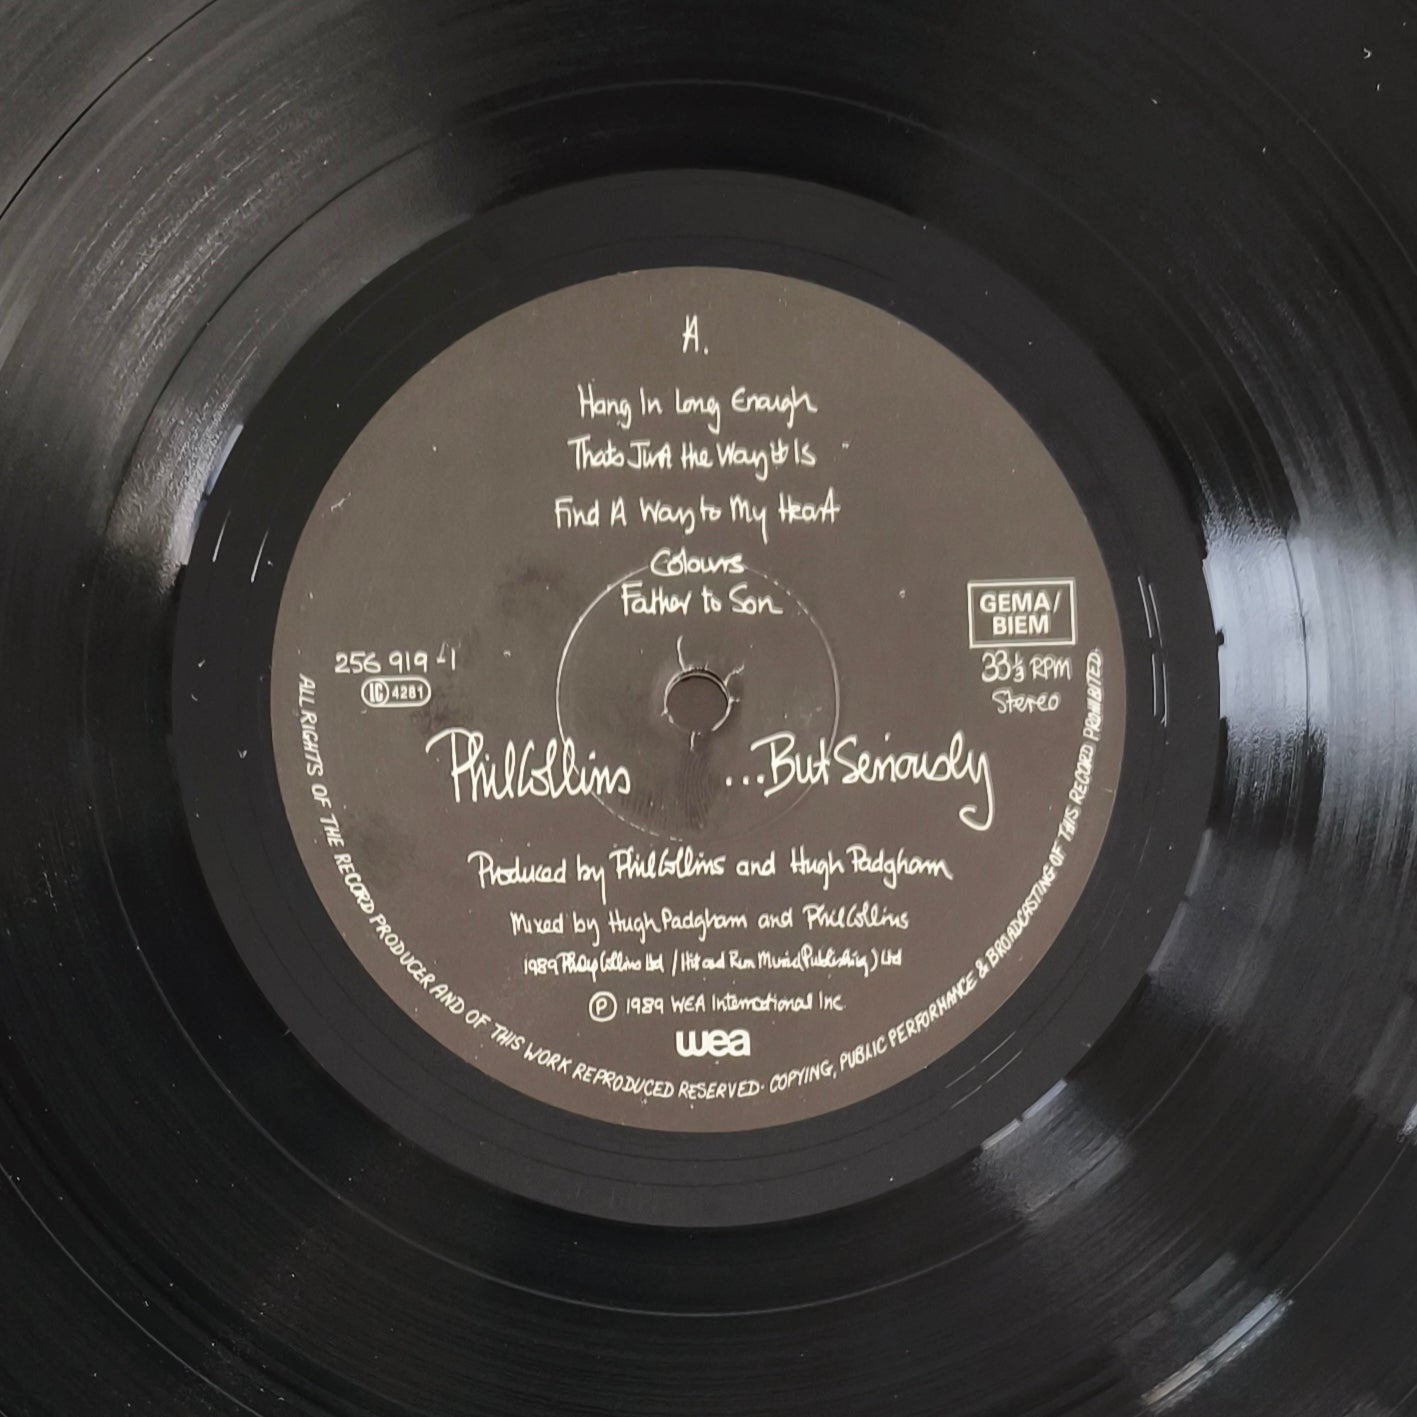 A.
Hang In Long Enough
Thats Just the Way It Is
Find A Way to My Heart
Colours
Father to Son
GEMA/
BIEM
256 919-1
33⅓ RPM
LC 4281
Stereo
Phil Collins ...But Seriously
Produced by Phil Collins and Hugh Padgham
Mixed by Hugh Padgham and Phil Collins
1989 Philip Collins Ltd / Hit and Run Music (Publishing) Ltd
Ⓟ 1989 WEA International Inc.
wea
ALL RIGHTS OF THE RECORD PRODUCER AND OF THIS WORK REPRODUCED RESERVED· COPYING, PUBLIC PERFORMANCE & BROADCASTING OF THIS RECORD PROHIBITED.